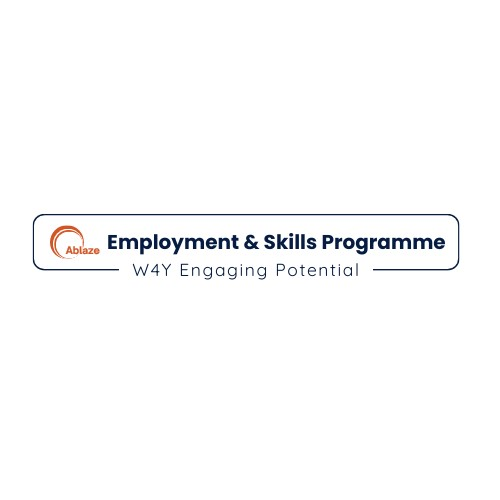 Ablaze
Employment & Skills Programme
W4Y Engaging Potential